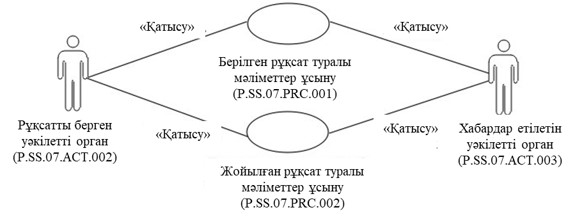 «Қатысу» «Қатысу»
Берілген рұқсат туралы
мәліметтер ұсыну
(P.SS.07.PRC.001)
Рұқсатты берген
уәкілетті орган
(P.SS.07.ACT.002)
«Қатысу» «Қатысу»
Хабардар етілетін
уәкілетті орган
(P.SS.07.ACT.003)
Жойылған рұқсат туралы
мәліметтер ұсыну
(P.SS.07.PRC.002)